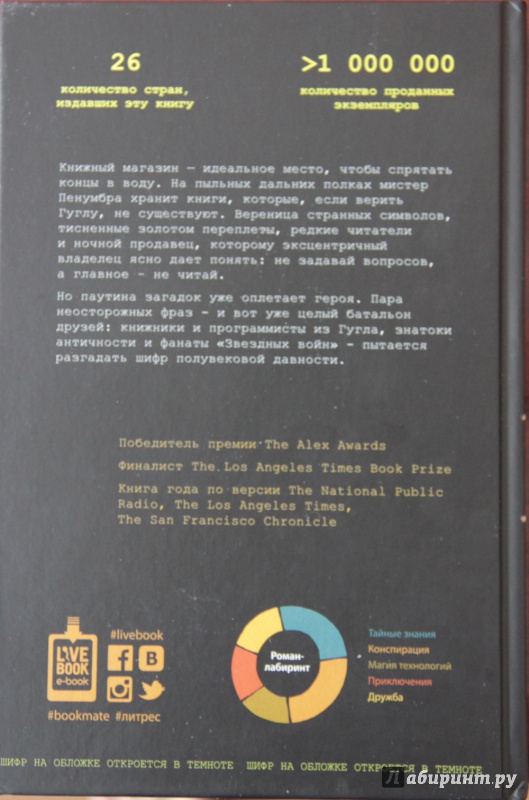 26
количество стран,
издавших эту книгу
>1 000 000
количество проданных
экземпляров
Книжный магазин — идеальное место, чтобы спрятать
концы в воду. На пыльных дальних полках мистер
Пенумбра хранит книги, которые, если верить
Гуглу, не существуют. Вереница странных символов,
тисненные золотом переплеты, редкие читатели
и ночной продавец, которому эксцентричный
владелец ясно дает понять: не задавай вопросов,
а главное - не читай.
Но паутина загадок уже оплетает героя. Пара
неосторожных фраз - и вот уже целый батальон
друзей: книжники и программисты из Гугла, знатоки
античности и фанаты «Звездных войн» - пытается
разгадать шифр полувековой давности.
Победитель премии The Alex Awards
Финалист The Los Angeles Times Book Prize
Книга года по версии The National Public
Radio, The Los Angeles Times,
The San Francisco Chronicle
LIVE
BOOK
e-book
#livebook
#bookmate #литрес
Роман-
лабиринт
Тайные знания
Конспирация
Магия технологий
Приключения
Дружба
ШИФР НА ОБЛОЖКЕ ОТКРОЕТСЯ В ТЕМНОТЕ ШИФР НА ОБЛОЖКЕ ОТКРОЕТСЯ В ТЕМНОТЕ
Лабиринт.ру